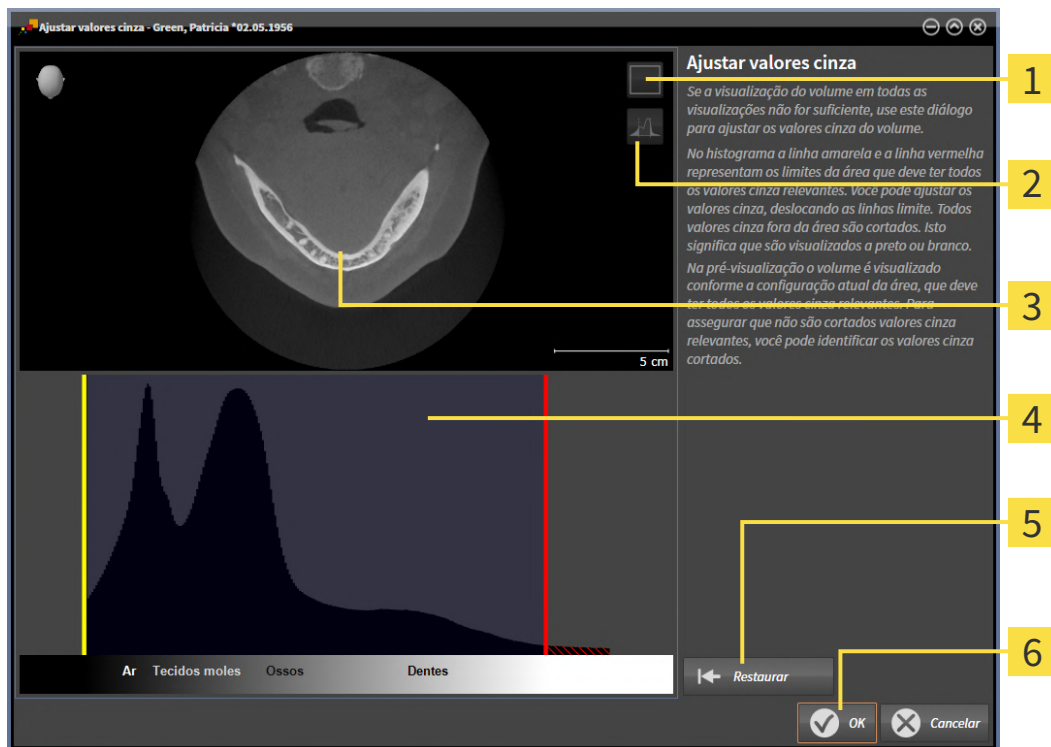 Ajustar valores cinza - Green, Patricia *02.05.1956
5 cm
Ar Tecidos moles Ossos Dentes
Ajustar valores cinza
Se a visualização do volume em todas as
visualizações não for suficiente, use este diálogo
para ajustar os valores cinza do volume.
No histograma a linha amarela e a linha vermelha
representam os limites da área que deve ter todos
os valores cinza relevantes. Você pode ajustar os
valores cinza, deslocando as linhas limite. Todos
valores cinza fora da área são cortados. Isto
significa que são visualizados a preto ou branco.
Na pré-visualização o volume é visualizado
conforme a configuração atual da área, que deve
ter todos os valores cinza relevantes. Para
assegurar que não são cortados valores cinza
relevantes, você pode identificar os valores cinza
cortados.
Restaurar
OK
Cancelar
1
2
3
4
5
6